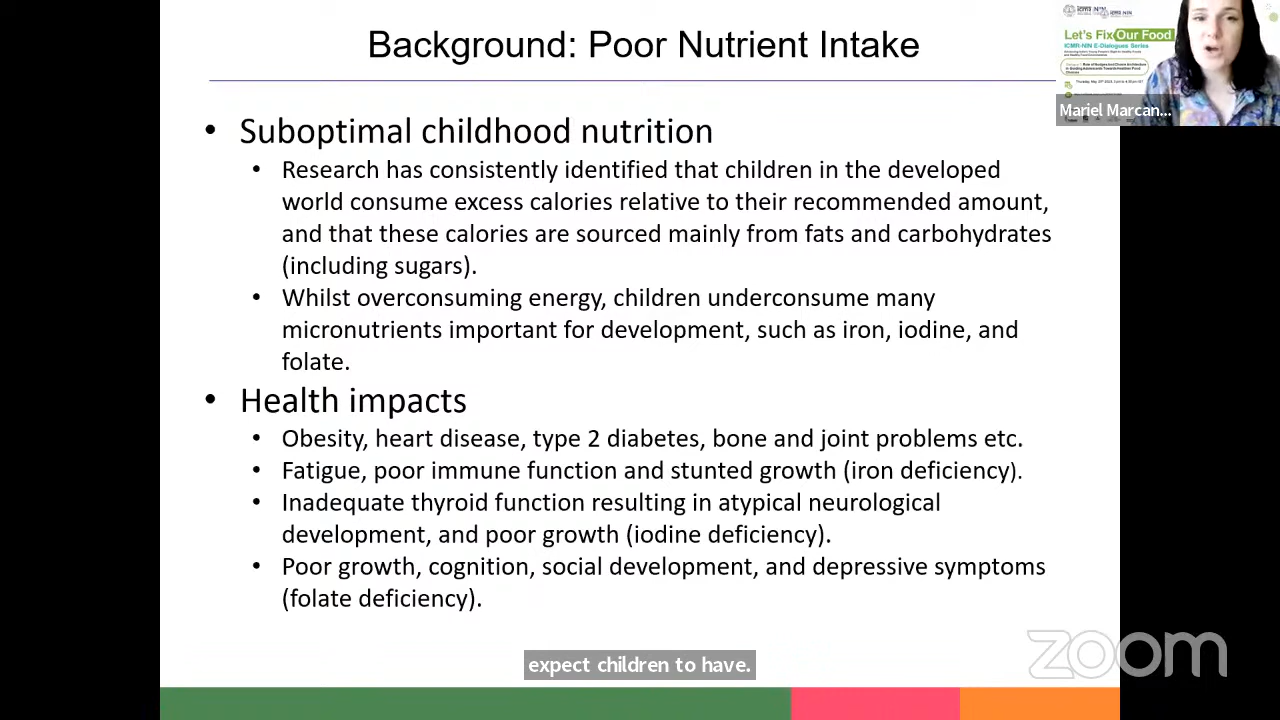 Background: Poor Nutrient Intake
• Suboptimal childhood nutrition
• Research has consistently identified that children in the developed
world consume excess calories relative to their recommended amount,
and that these calories are sourced mainly from fats and carbohydrates
(including sugars).
• Whilst overconsuming energy, children underconsume many
micronutrients important for development, such as iron, iodine, and
folate.
• Health impacts
• Obesity, heart disease, type 2 diabetes, bone and joint problems etc.
• Fatigue, poor immune function and stunted growth (iron deficiency).
• Inadequate thyroid function resulting in atypical neurological
development, and poor growth (iodine deficiency).
• Poor growth, cognition, social development, and depressive symptoms
(folate deficiency).
expect children to have.
zoom
Let's Fix Our Food
ICMR-NIN E-Dialogues Series
Mariel Marcan...